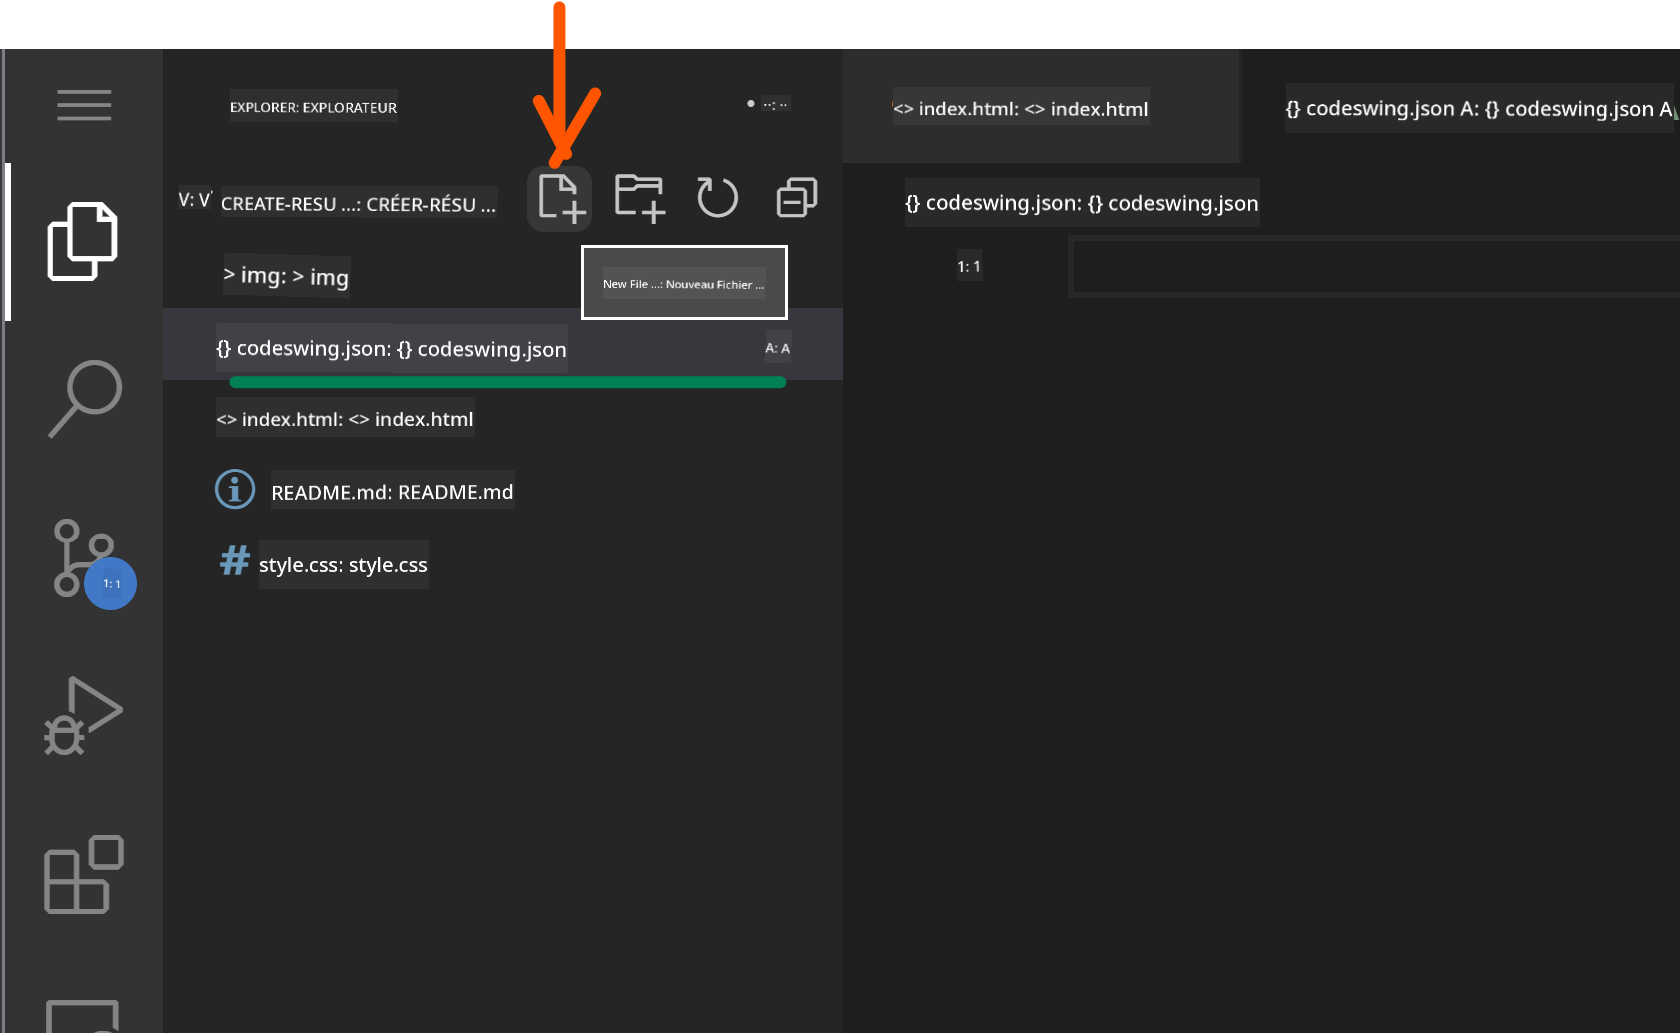 EXPLORER: EXPLORATEUR
<> index.html: <> index.html
{} codeswing.json A: {} codeswing.json A
V: V
CREATE-RESU ...: CRÉER-RÉSU ...
{} codeswing.json: {} codeswing.json
> img: > img
New File ...: Nouveau Fichier ...
1: 1
{} codeswing.json: {} codeswing.json
A: A
<> index.html: <> index.html
README.md: README.md
# style.css: style.css
1: 1